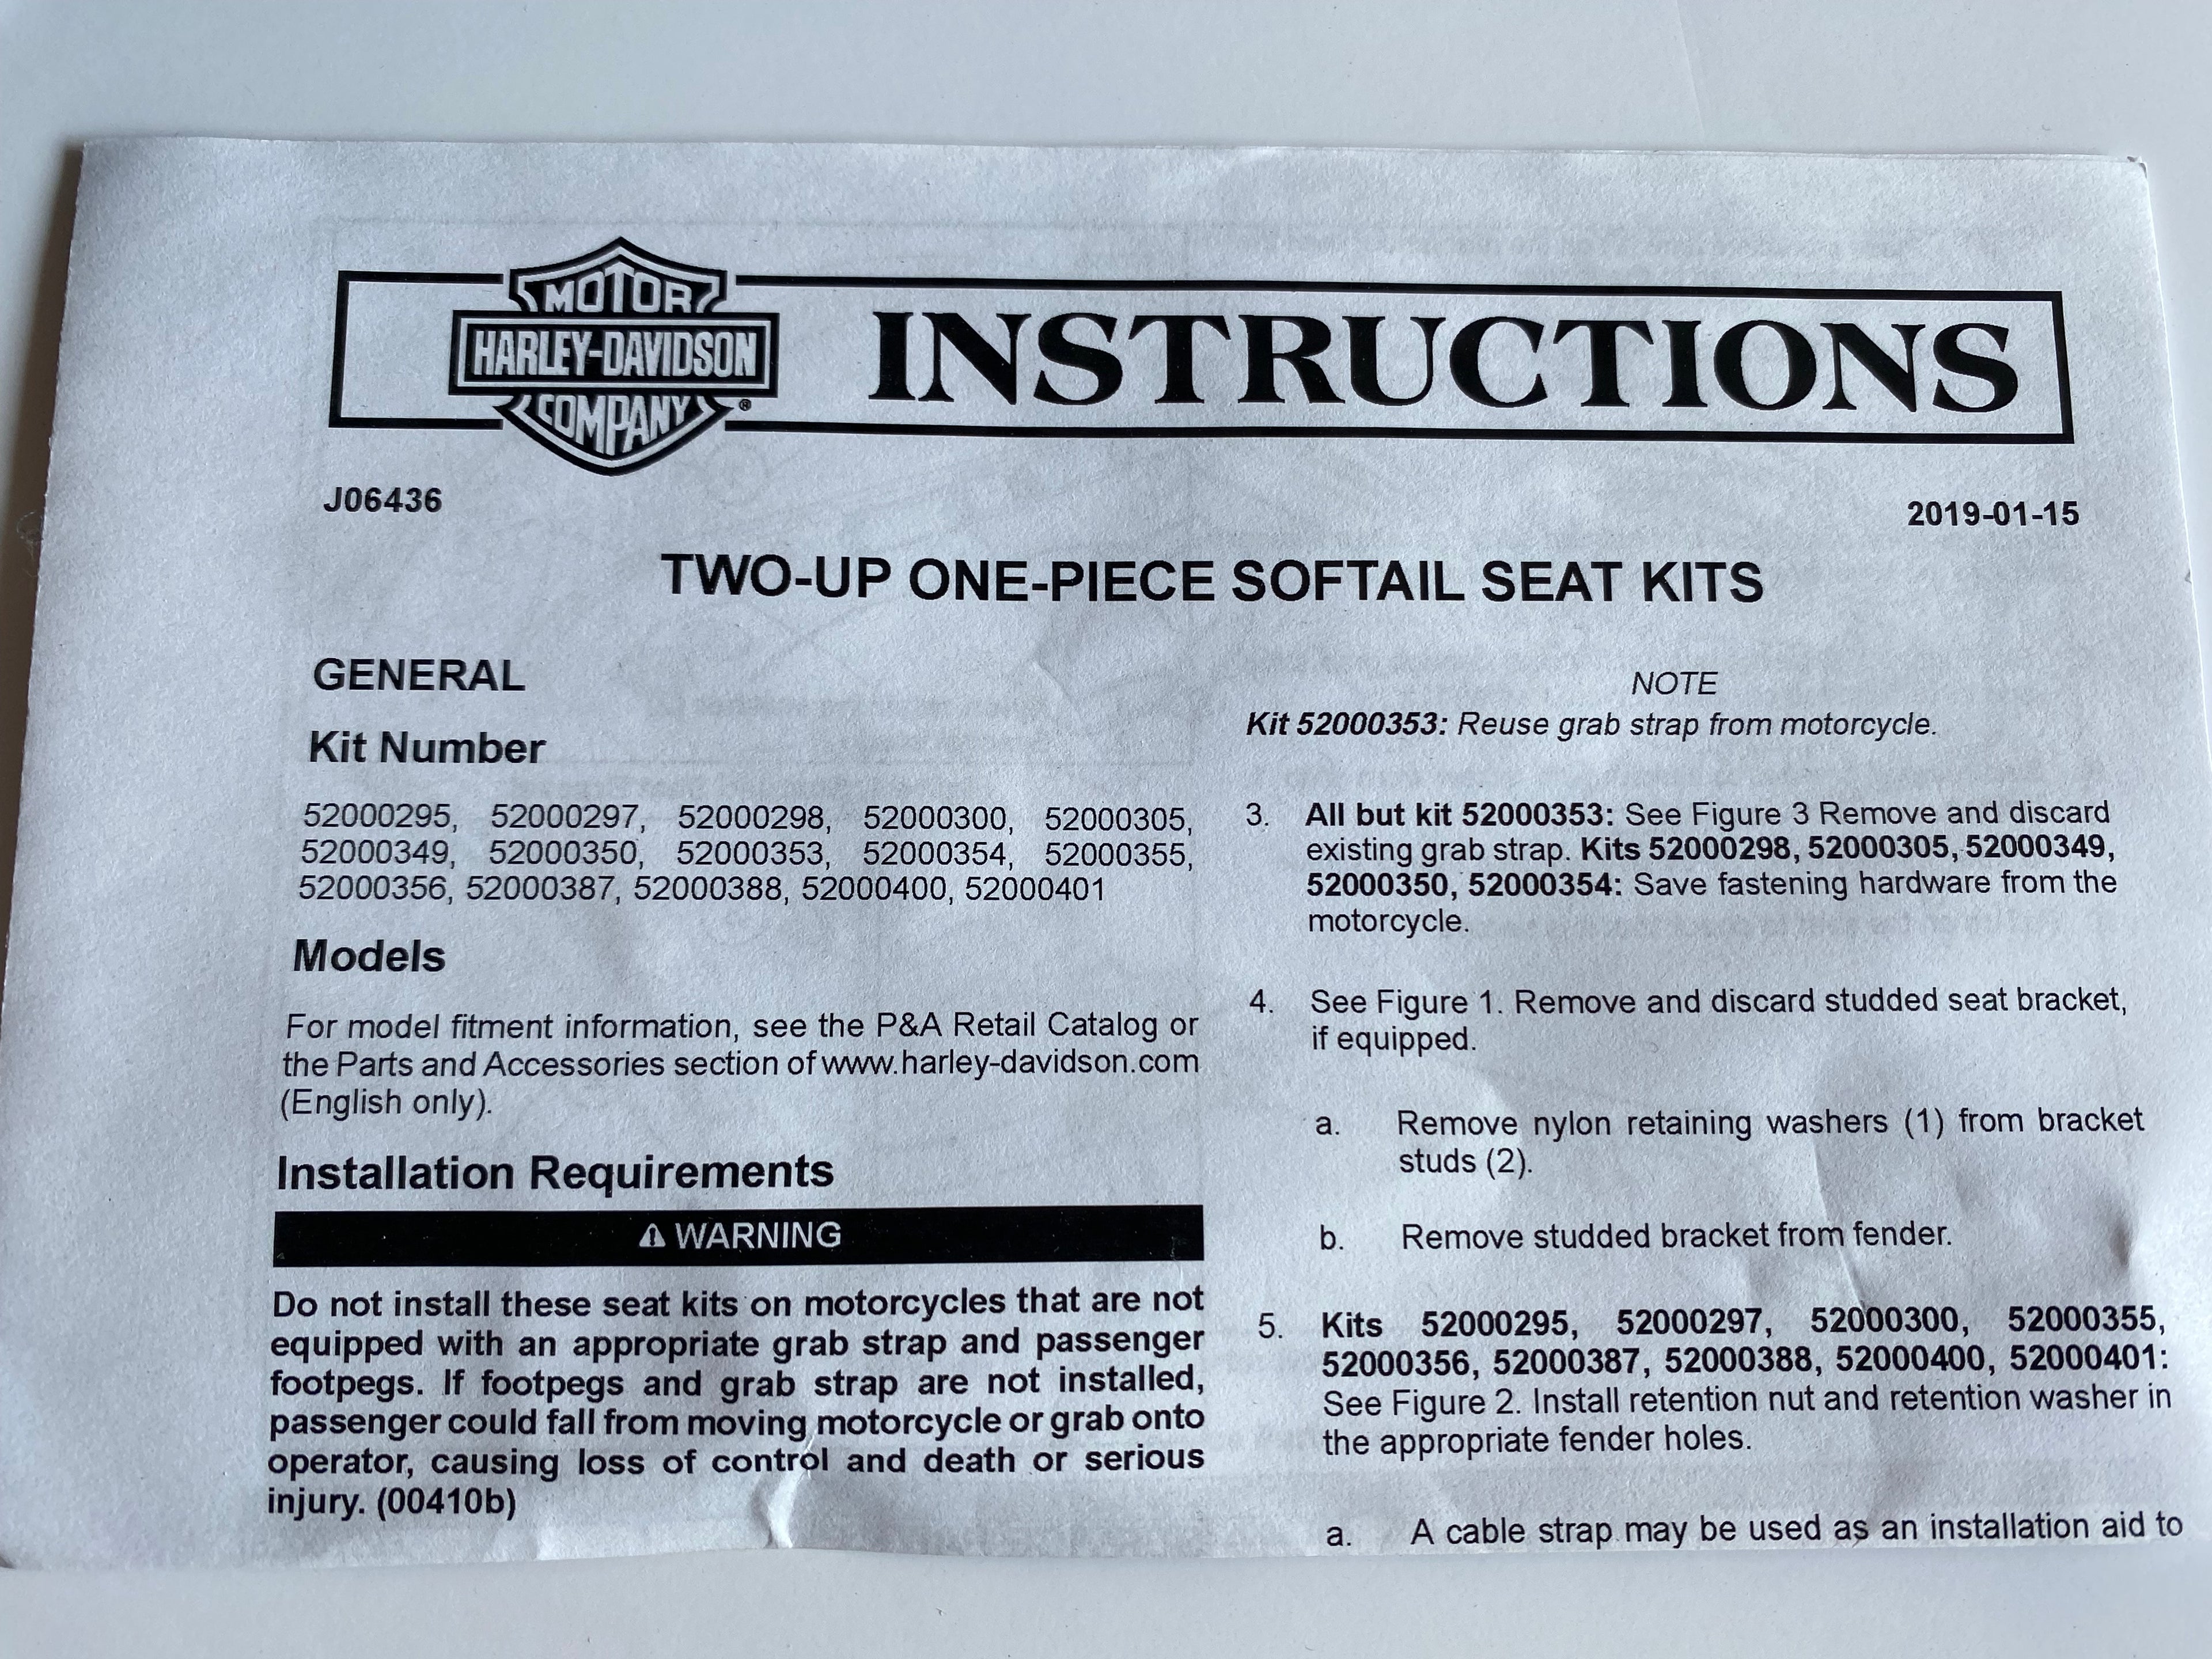 MOTOR
HARLEY-DAVIDSON
COMPANY
®
INSTRUCTIONS
J06436
2019-01-15
TWO-UP ONE-PIECE SOFTAIL SEAT KITS
GENERAL
Kit Number
52000295, 52000297, 52000298, 52000300, 52000305,
52000349, 52000350, 52000353, 52000354, 52000355,
52000356, 52000387, 52000388, 52000400, 52000401
Models
For model fitment information, see the P&A Retail Catalog or
the Parts and Accessories section of www.harley-davidson.com
(English only).
Installation Requirements
⚠ WARNING
Do not install these seat kits on motorcycles that are not
equipped with an appropriate grab strap and passenger
footpegs. If footpegs and grab strap are not installed,
passenger could fall from moving motorcycle or grab onto
operator, causing loss of control and death or serious
injury. (00410b)
NOTE
Kit 52000353: Reuse grab strap from motorcycle.
3. All but kit 52000353: See Figure 3 Remove and discard
existing grab strap. Kits 52000298, 52000305, 52000349,
52000350, 52000354: Save fastening hardware from the
motorcycle.
4. See Figure 1. Remove and discard studded seat bracket,
if equipped.
a. Remove nylon retaining washers (1) from bracket
studs (2).
b. Remove studded bracket from fender.
5. Kits 52000295, 52000297, 52000300, 52000355,
52000356, 52000387, 52000388, 52000400, 52000401:
See Figure 2. Install retention nut and retention washer in
the appropriate fender holes.
a. A cable strap may be used as an installation aid to